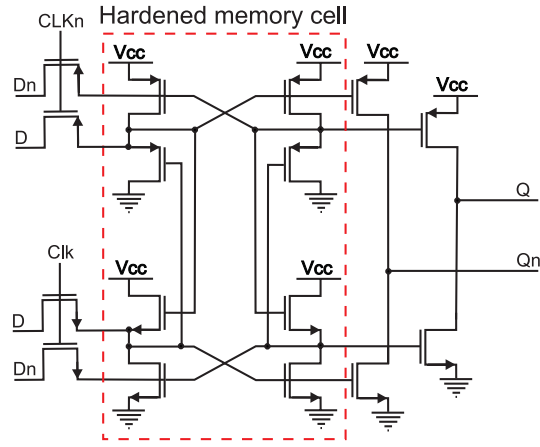 Hardened memory cell
CLKn
Vcc
Vcc
Vcc
Vcc
Dn
D
Q
Qn
Clk
Vcc
Vcc
D
Dn